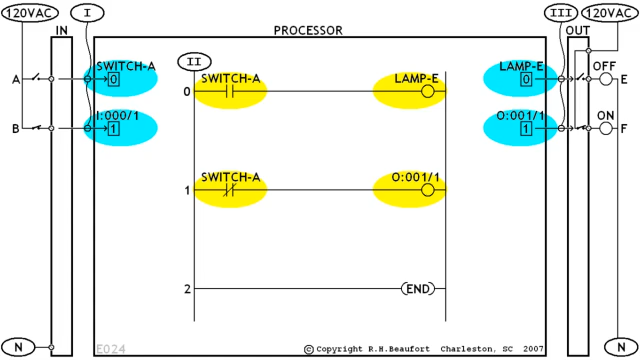 120VAC
I
III
120VAC
IN
PROCESSOR
OUT
II
SWITCH-A
SWITCH-A
LAMP-E
LAMP-E
OFF
A
0
0
0
E
I:000/1
O:001/1
ON
B
1
1
F
SWITCH-A
O:001/1
1
2
END
N
E024
© Copyright R.H.Beaufort Charleston, SC 2007
N